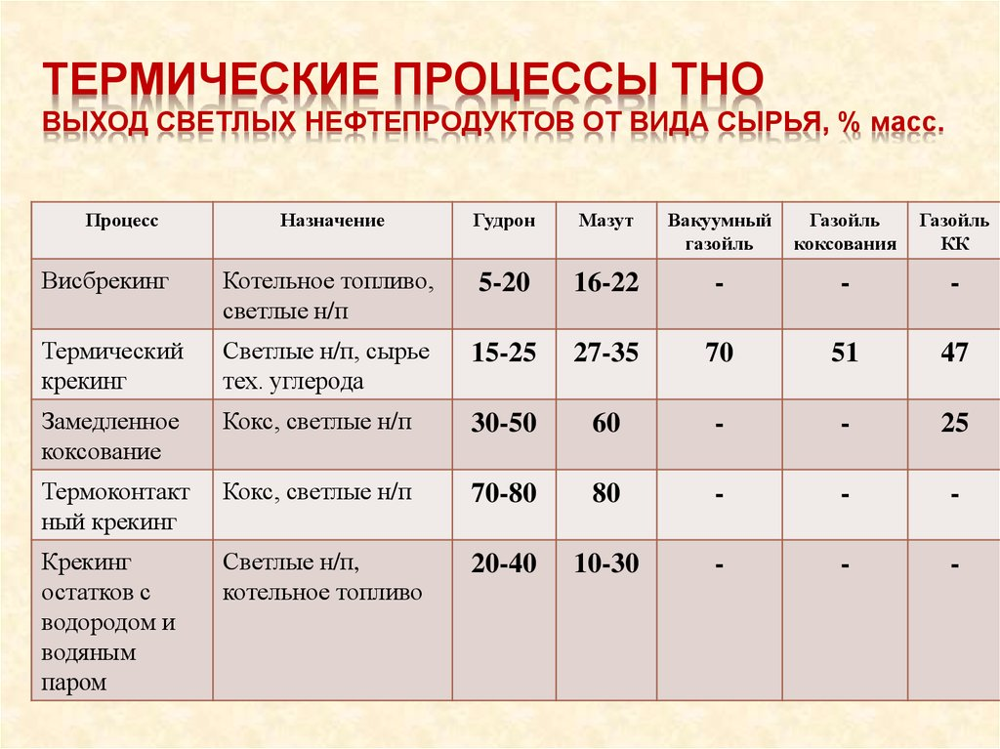 ТЕРМИЧЕСКИЕ ПРОЦЕССЫ ТНО
ВЫХОД СВЕТЛЫХ НЕФТЕПРОДУКТОВ ОТ ВИДА СЫРЬЯ, % масс.
Процесс Назначение Гудрон Мазут Вакуумный газойль Газойль коксования Газойль КК
Висбрекинг Котельное топливо, 5-20 16-22 - - -
светлые н/п
Термический Светлые н/п, сырье 15-25 27-35 70 51 47
крекинг тех. углерода
Замедленное Кокс, светлые н/п 30-50 60 - - 25
коксование
Термоконтакт Кокс, светлые н/п 70-80 80 - - -
ный крекинг
Крекинг Светлые н/п, 20-40 10-30 - - -
остатков с котельное топливо
водородом и
водяным
паром